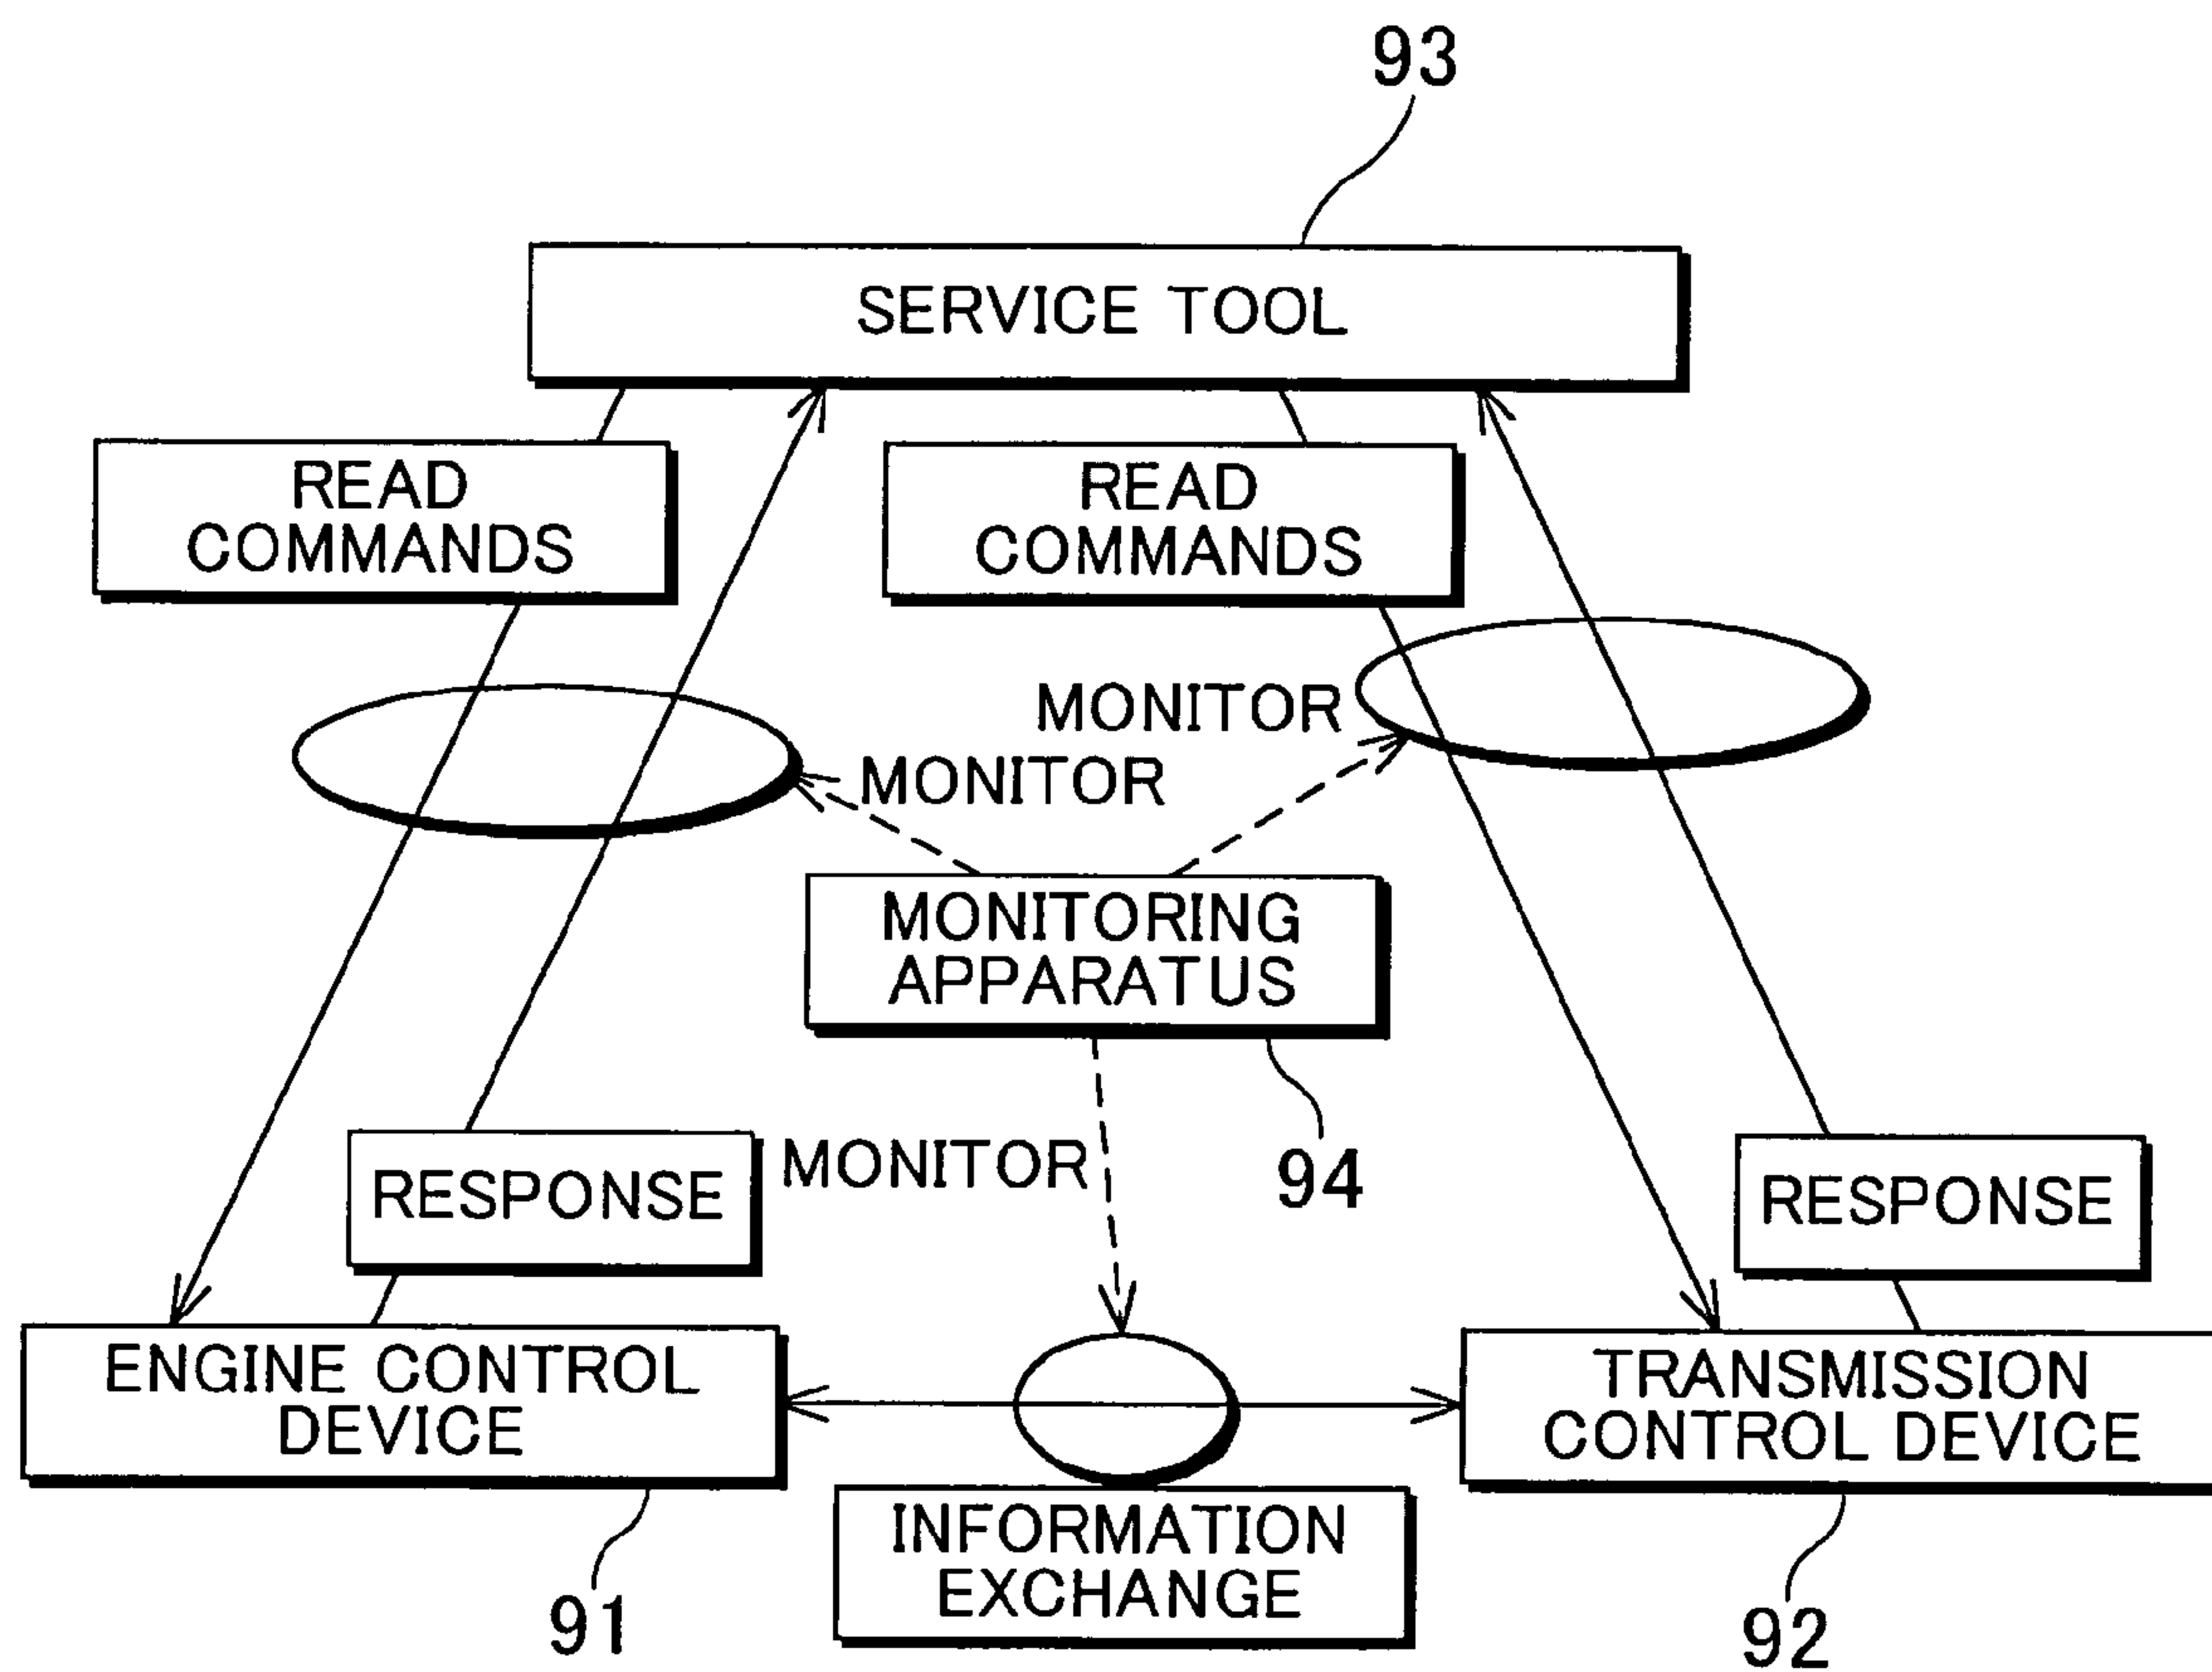 93
SERVICE TOOL
READ
COMMANDS
READ
COMMANDS
MONITOR
MONITOR
MONITORING
APPARATUS
RESPONSE
MONITOR
94
RESPONSE
ENGINE CONTROL
DEVICE
TRANSMISSION
CONTROL DEVICE
INFORMATION
EXCHANGE
91
92